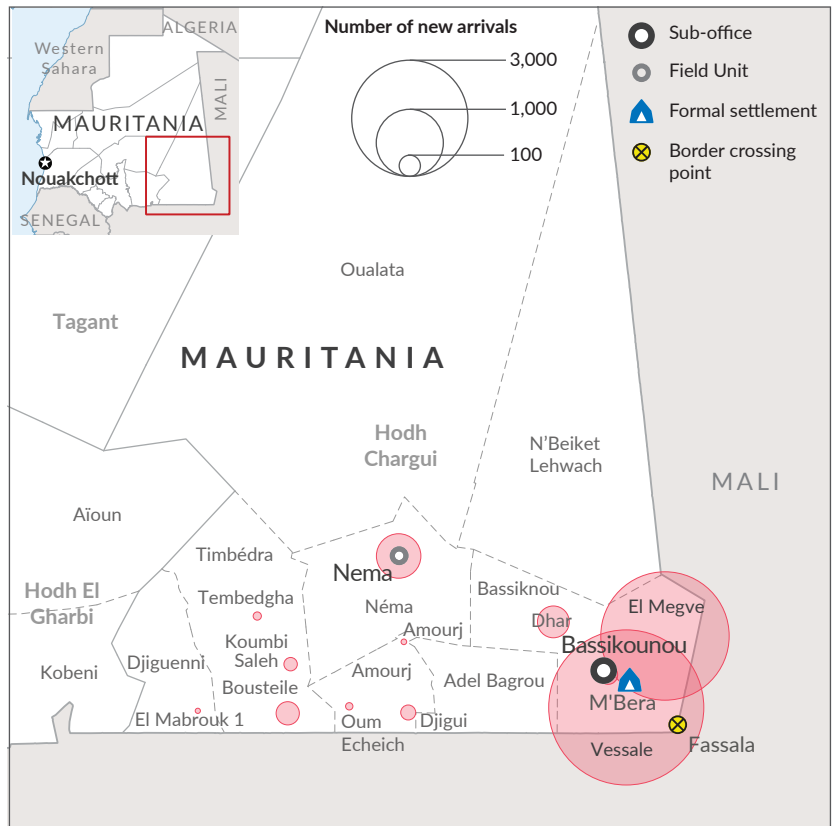 ALGERIA
Western
Sahara
MALI
MAURITANIA
Nouakchott
SENEGAL
Number of new arrivals
3,000
1,000
100
Sub-office
Field Unit
Formal settlement
Border crossing
point
Oualata
Tagant
MAURITANIA
Hodh
Chargui
N'Beiket
Lehwach
MALI
Aïoun
Timbédra
Nema
Bassiknou
Hodh El
Gharbi
Tembedgha
Néma
Dhar
El Megve
Amourj
Koumbi
Saleh
Bassikounou
Kobeni
Djiguenni
Amourj
Adel Bagrou
Bousteile
M'Bera
El Mabrouk 1
Oum
Echeich
Djigui
Vessale
Fassala